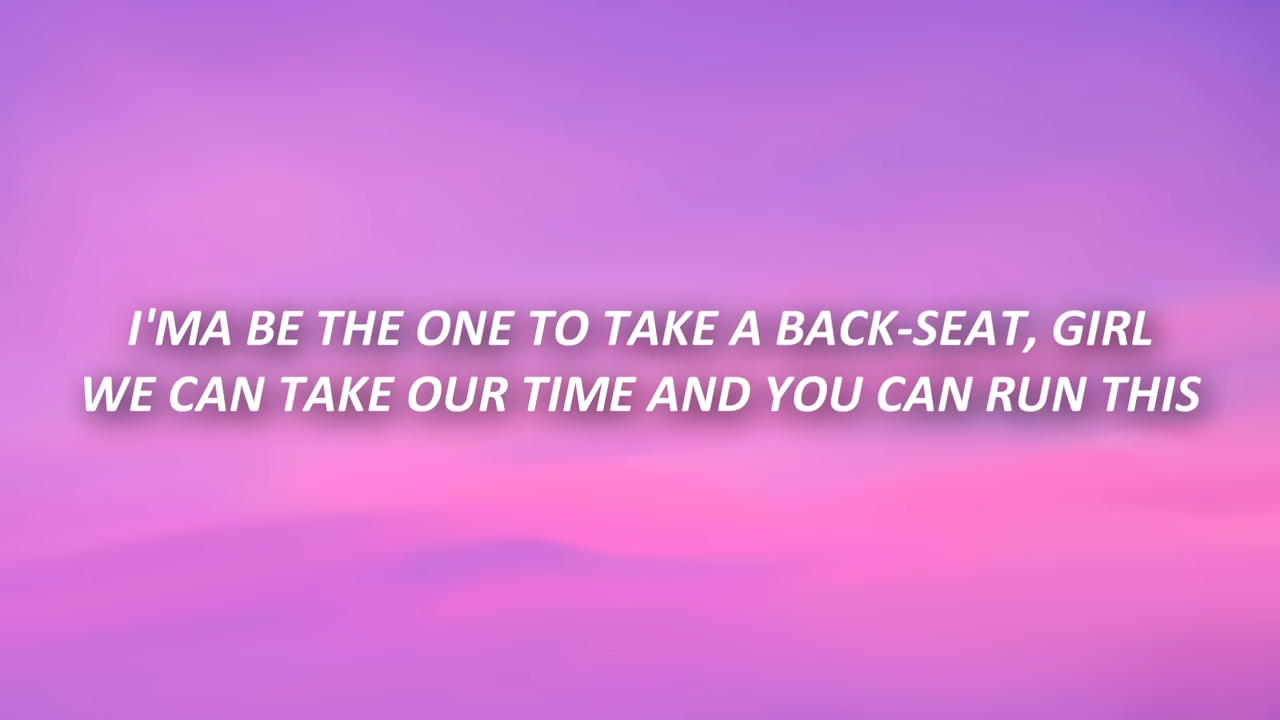 I'MA BE THE ONE TO TAKE A BACK-SEAT, GIRL
WE CAN TAKE OUR TIME AND YOU CAN RUN THIS